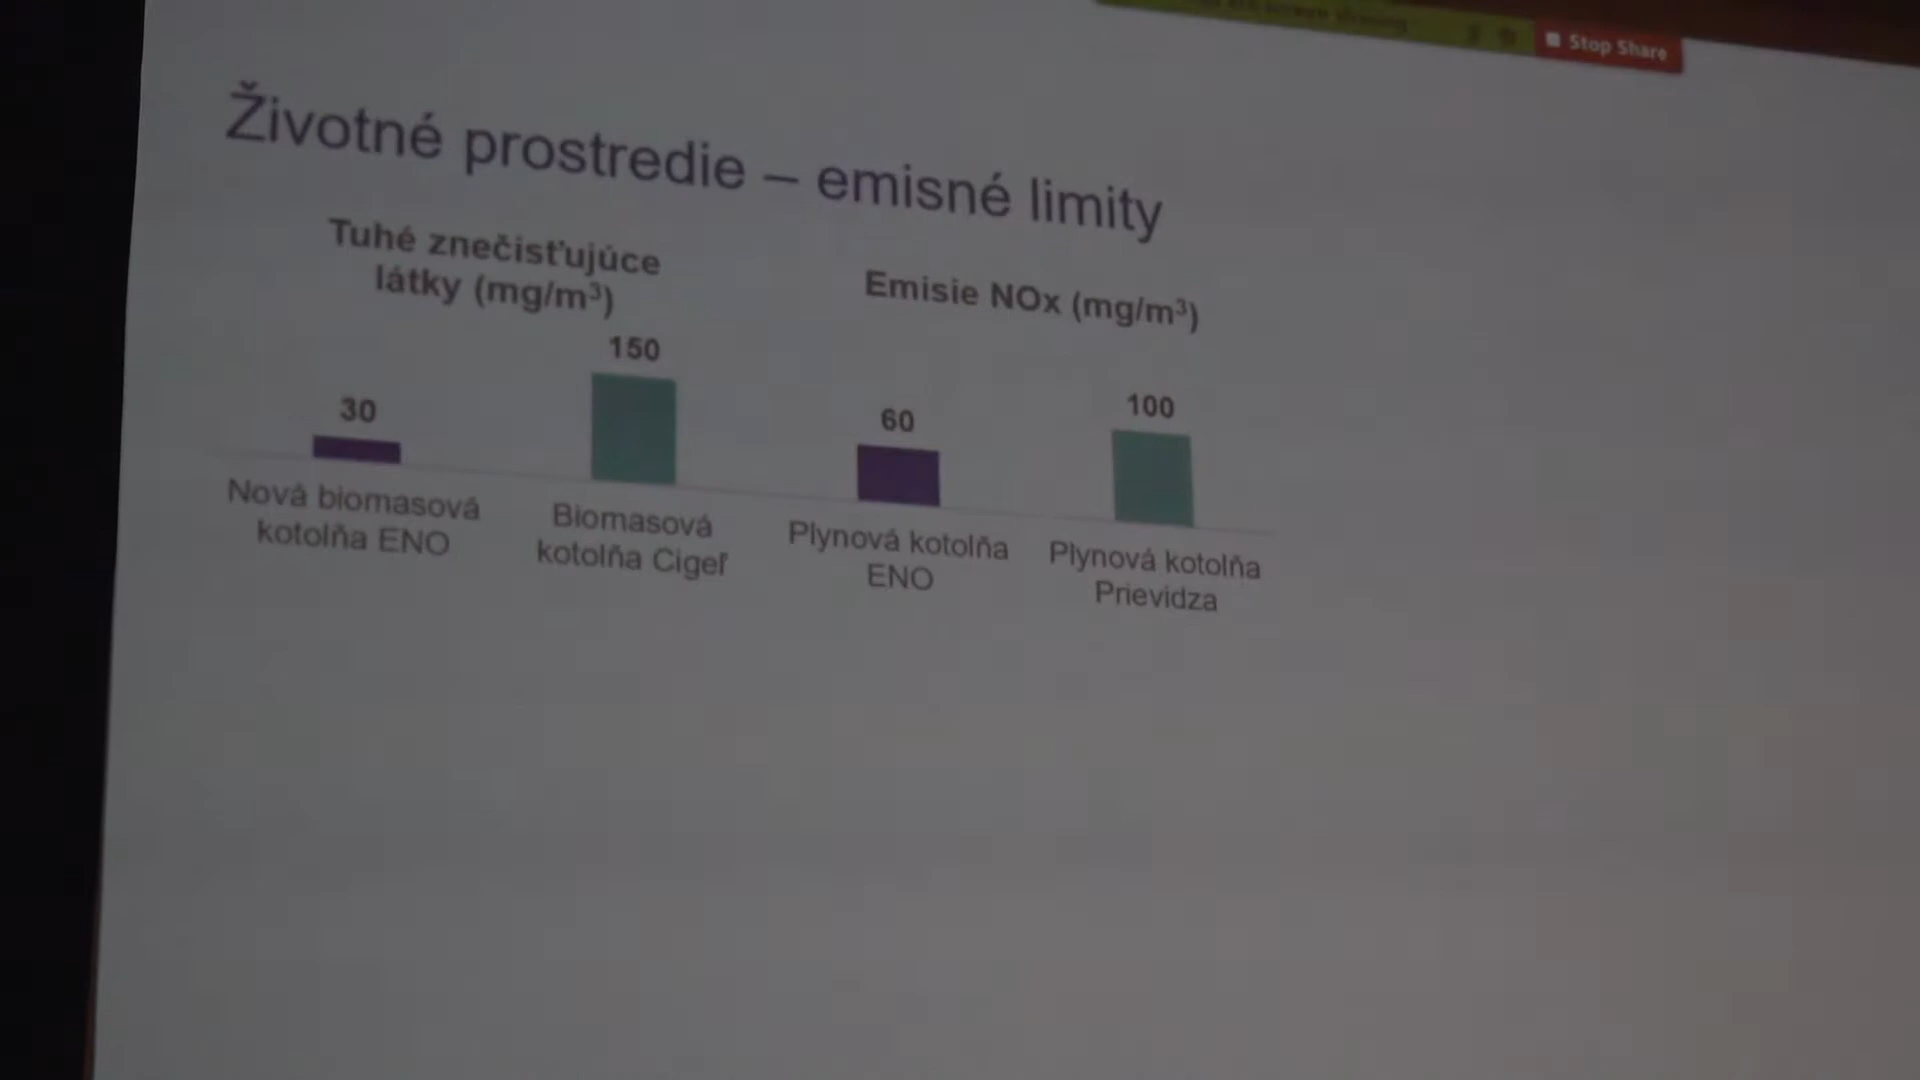 Stop Share
Životné prostredie – emisné limity
Tuhé znečisťujúce
látky (mg/m³)
150
30
Nová biomasová
kotolňa ENO
Biomasová
kotolňa Cigeľ
Emisie NOx (mg/m³)
60
100
Plynová kotolňa
ENO
Plynová kotolňa
Prievidza